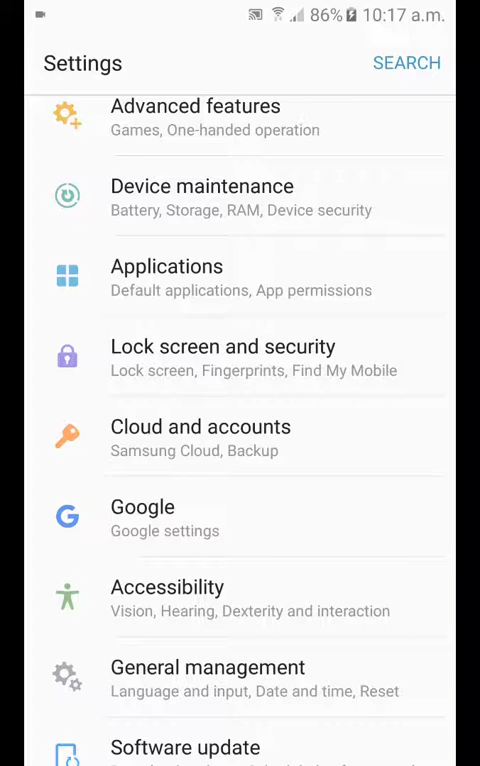 86% 10:17 a.m.
Settings
SEARCH
Advanced features
Games, One-handed operation
Device maintenance
Battery, Storage, RAM, Device security
Applications
Default applications, App permissions
Lock screen and security
Lock screen, Fingerprints, Find My Mobile
Cloud and accounts
Samsung Cloud, Backup
Google
Google settings
Accessibility
Vision, Hearing, Dexterity and interaction
General management
Language and input, Date and time, Reset
Software update